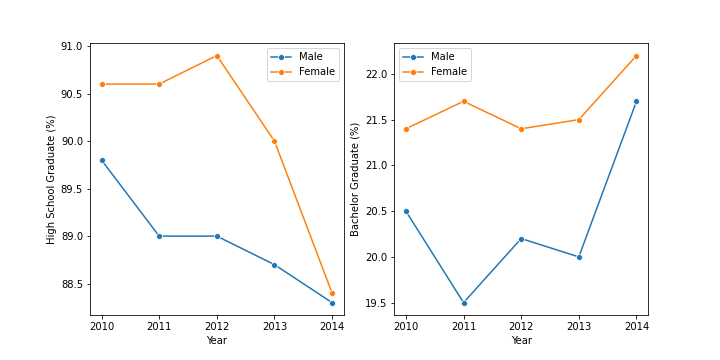 High School Graduate (%)
91.0
90.5
90.0
89.5
89.0
88.5
Male
Female
2010 2011 2012 2013 2014
Year
Bachelor Graduate (%)
22.0
21.5
21.0
20.5
20.0
19.5
Male
Female
2010 2011 2012 2013 2014
Year